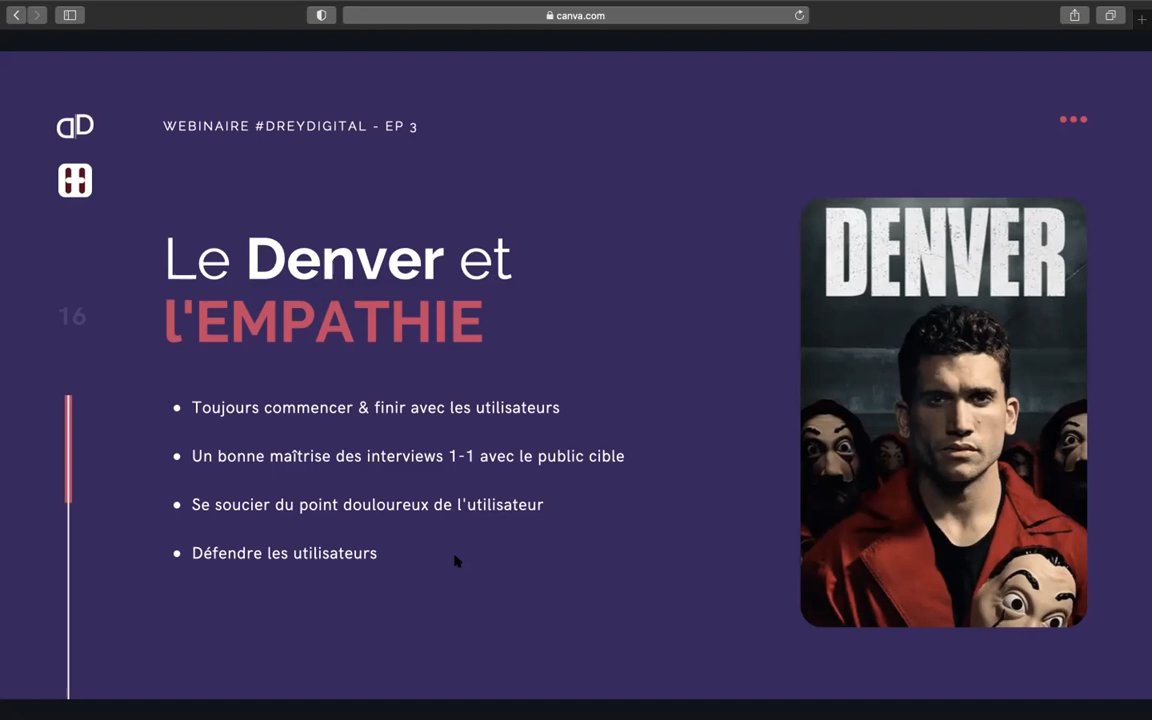 canva.com
WEBINAIRE #DREYDIGITAL - EP 3
Le Denver et
l'EMPATHIE
16
• Toujours commencer & finir avec les utilisateurs
• Un bonne maîtrise des interviews 1-1 avec le public cible
• Se soucier du point douloureux de l'utilisateur
• Défendre les utilisateurs
DENVER